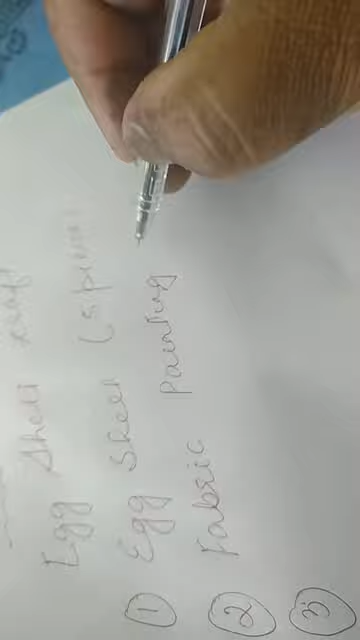 Egg Shell
① Egg Shell
② Fabric Painting
③